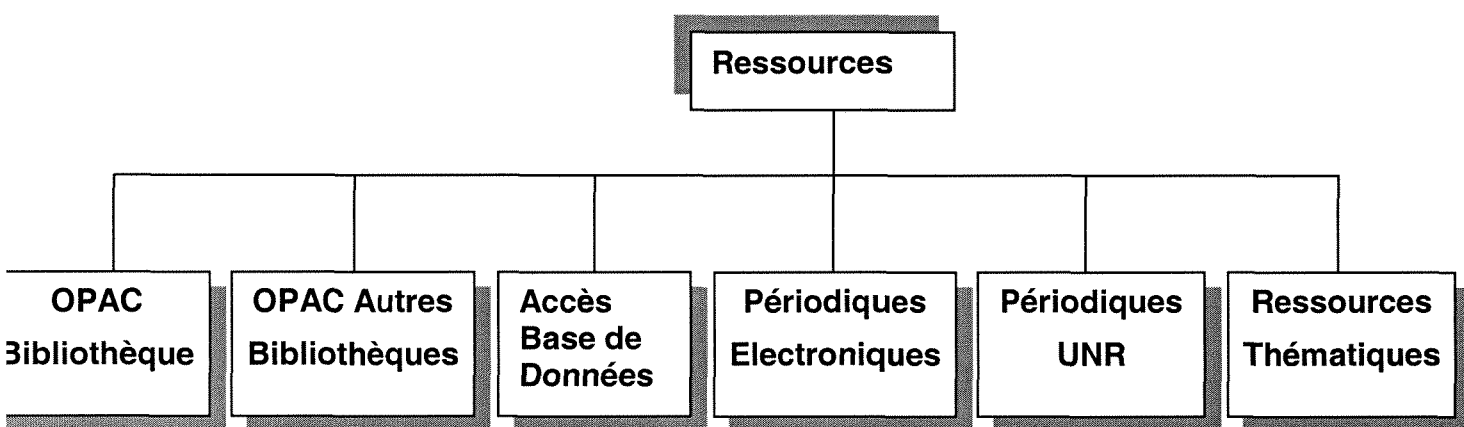 Ressources
OPAC
Bibliothèque
OPAC Autres
Bibliothèques
Accès
Base de
Données
Périodiques
Electroniques
Périodiques
UNR
Ressources
Thématiques